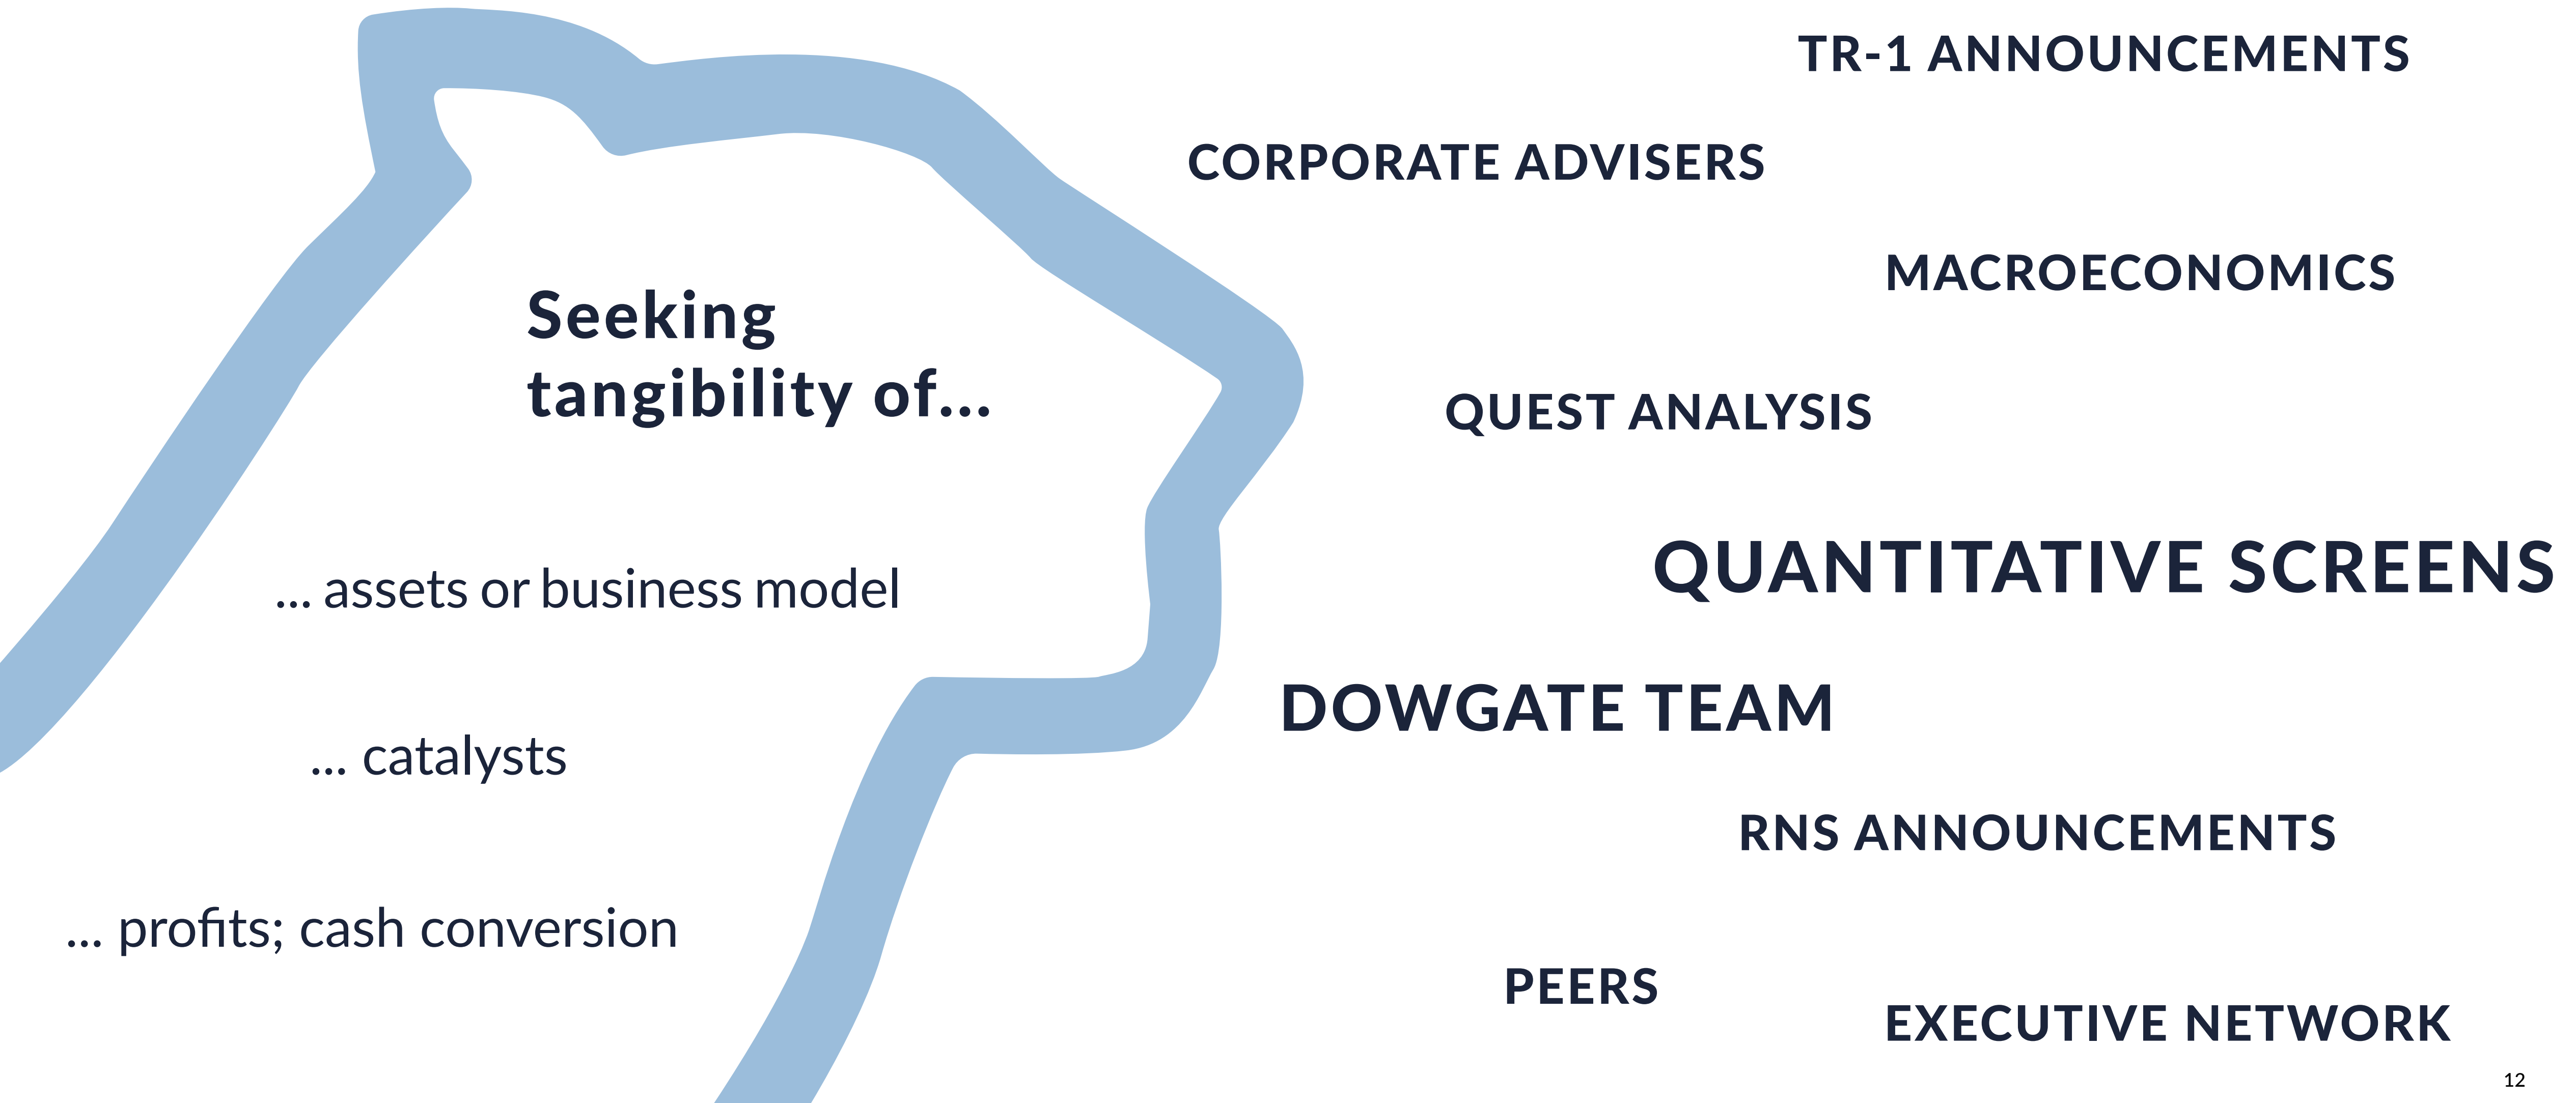 Seeking
tangibility of...
... assets or business model
... catalysts
... profits; cash conversion
TR-1 ANNOUNCEMENTS
CORPORATE ADVISERS
MACROECONOMICS
QUEST ANALYSIS
QUANTITATIVE SCREENS
DOWGATE TEAM
RNS ANNOUNCEMENTS
PEERS
EXECUTIVE NETWORK
12